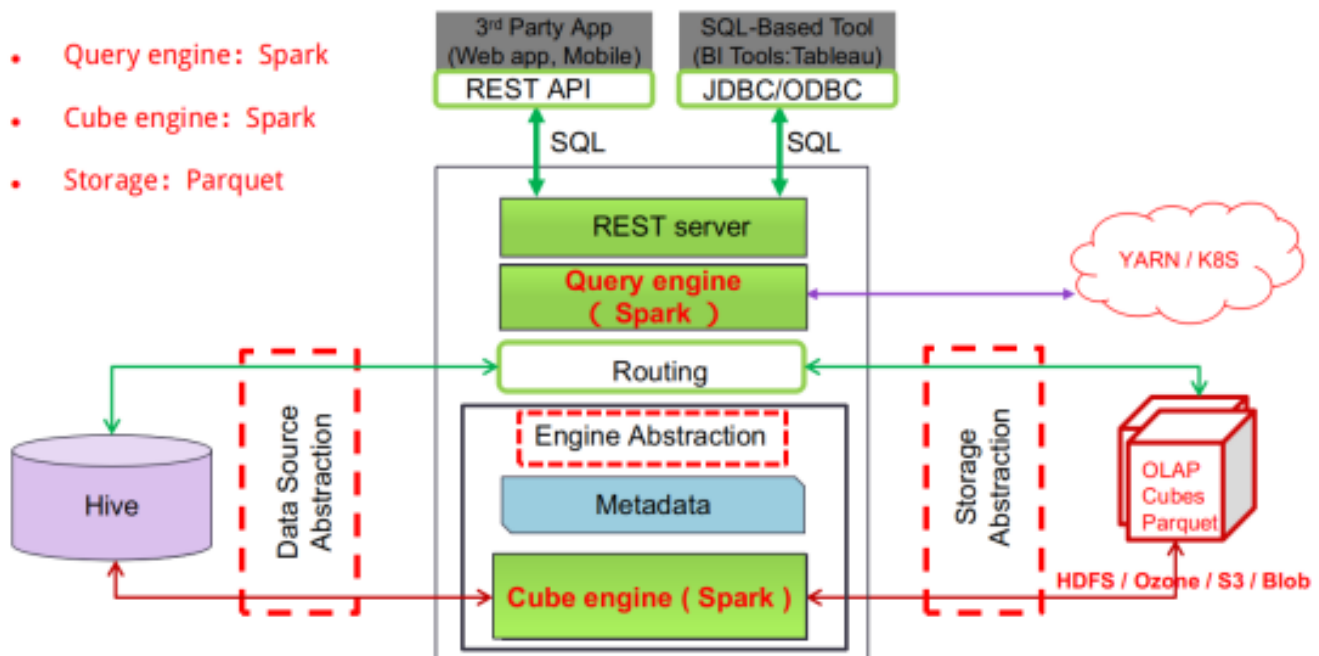 • Query engine: Spark
• Cube engine: Spark
• Storage: Parquet
3rd Party App
(Web app, Mobile)
REST API
SQL-Based Tool
(BI Tools:Tableau)
JDBC/ODBC
SQL
SQL
REST server
Query engine
( Spark )
YARN / K8S
Routing
Data Source
Abstraction
Engine Abstraction
Storage
Abstraction
Hive
Metadata
OLAP
Cubes
Parquet
HDFS / Ozone / S3 / Blob
Cube engine ( Spark )